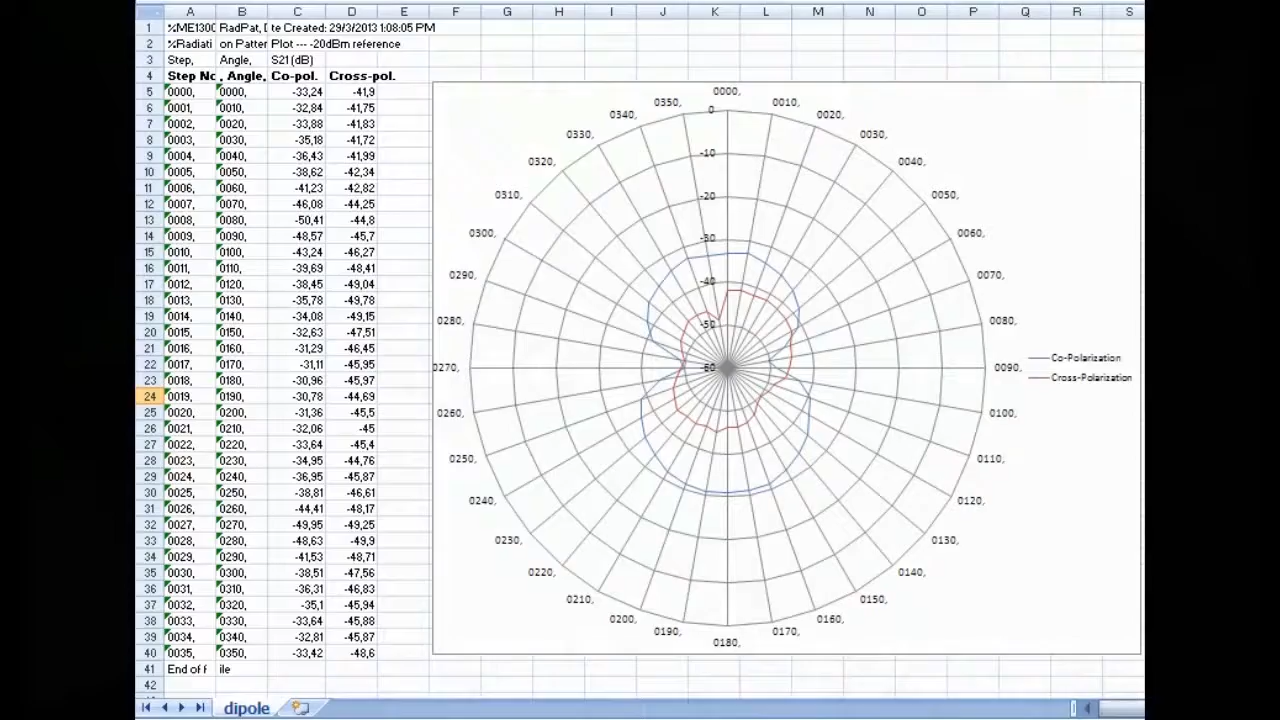 A B C D E F G H I J K L M N O P Q R S
1 %ME130( RadPat, D te Created: 29/3/2013 1:08:05 PM
2 %Radiati on Patter Plot --- -20dBm reference
3 Step, Angle, S21 (dB)
4 Step Nc , Angle, Co-pol. Cross-pol.
5 0000, 0000, -33,24 -41,9
6 0001, 0010, -32,84 -41,75
7 0002, 0020, -33,88 -41,83
8 0003, 0030, -35,18 -41,72
9 0004, 0040, -36,43 -41,99
10 0005, 0050, -38,62 -42,34
11 0006, 0060, -41,23 -42,82
12 0007, 0070, -46,08 -44,25
13 0008, 0080, -50,41 -44,8
14 0009, 0090, -48,57 -45,7
15 0010, 0100, -43,24 -46,27
16 0011, 0110, -39,69 -48,41
17 0012, 0120, -38,45 -49,04
18 0013, 0130, -35,78 -49,78
19 0014, 0140, -34,08 -49,15
20 0015, 0150, -32,63 -47,51
21 0016, 0160, -31,29 -46,45
22 0017, 0170, -31,11 -45,95
23 0018, 0180, -30,96 -45,97
24 0019, 0190, -30,78 -44,69
25 0020, 0200, -31,36 -45,5
26 0021, 0210, -32,06 -45
27 0022, 0220, -33,64 -45,4
28 0023, 0230, -34,95 -44,76
29 0024, 0240, -36,95 -45,87
30 0025, 0250, -38,81 -46,61
31 0026, 0260, -44,41 -48,17
32 0027, 0270, -49,95 -49,25
33 0028, 0280, -48,63 -49,9
34 0029, 0290, -41,53 -48,71
35 0030, 0300, -38,51 -47,56
36 0031, 0310, -36,31 -46,83
37 0032, 0320, -35,1 -45,94
38 0033, 0330, -33,64 -45,88
39 0034, 0340, -32,81 -45,87
40 0035, 0350, -33,42 -48,6
41 End of f ile
42
0000,
0010,
0020,
0030,
0040,
0050,
0060,
0070,
0080,
0090,
0100,
0110,
0120,
0130,
0140,
0150,
0160,
0170,
0180,
0190,
0200,
0210,
0220,
0230,
0240,
0250,
0260,
0270,
0280,
0290,
0300,
0310,
0320,
0330,
0340,
0350,
0
-10
-20
-30
-40
-50
-60
Co-Polarization
Cross-Polarization
dipole